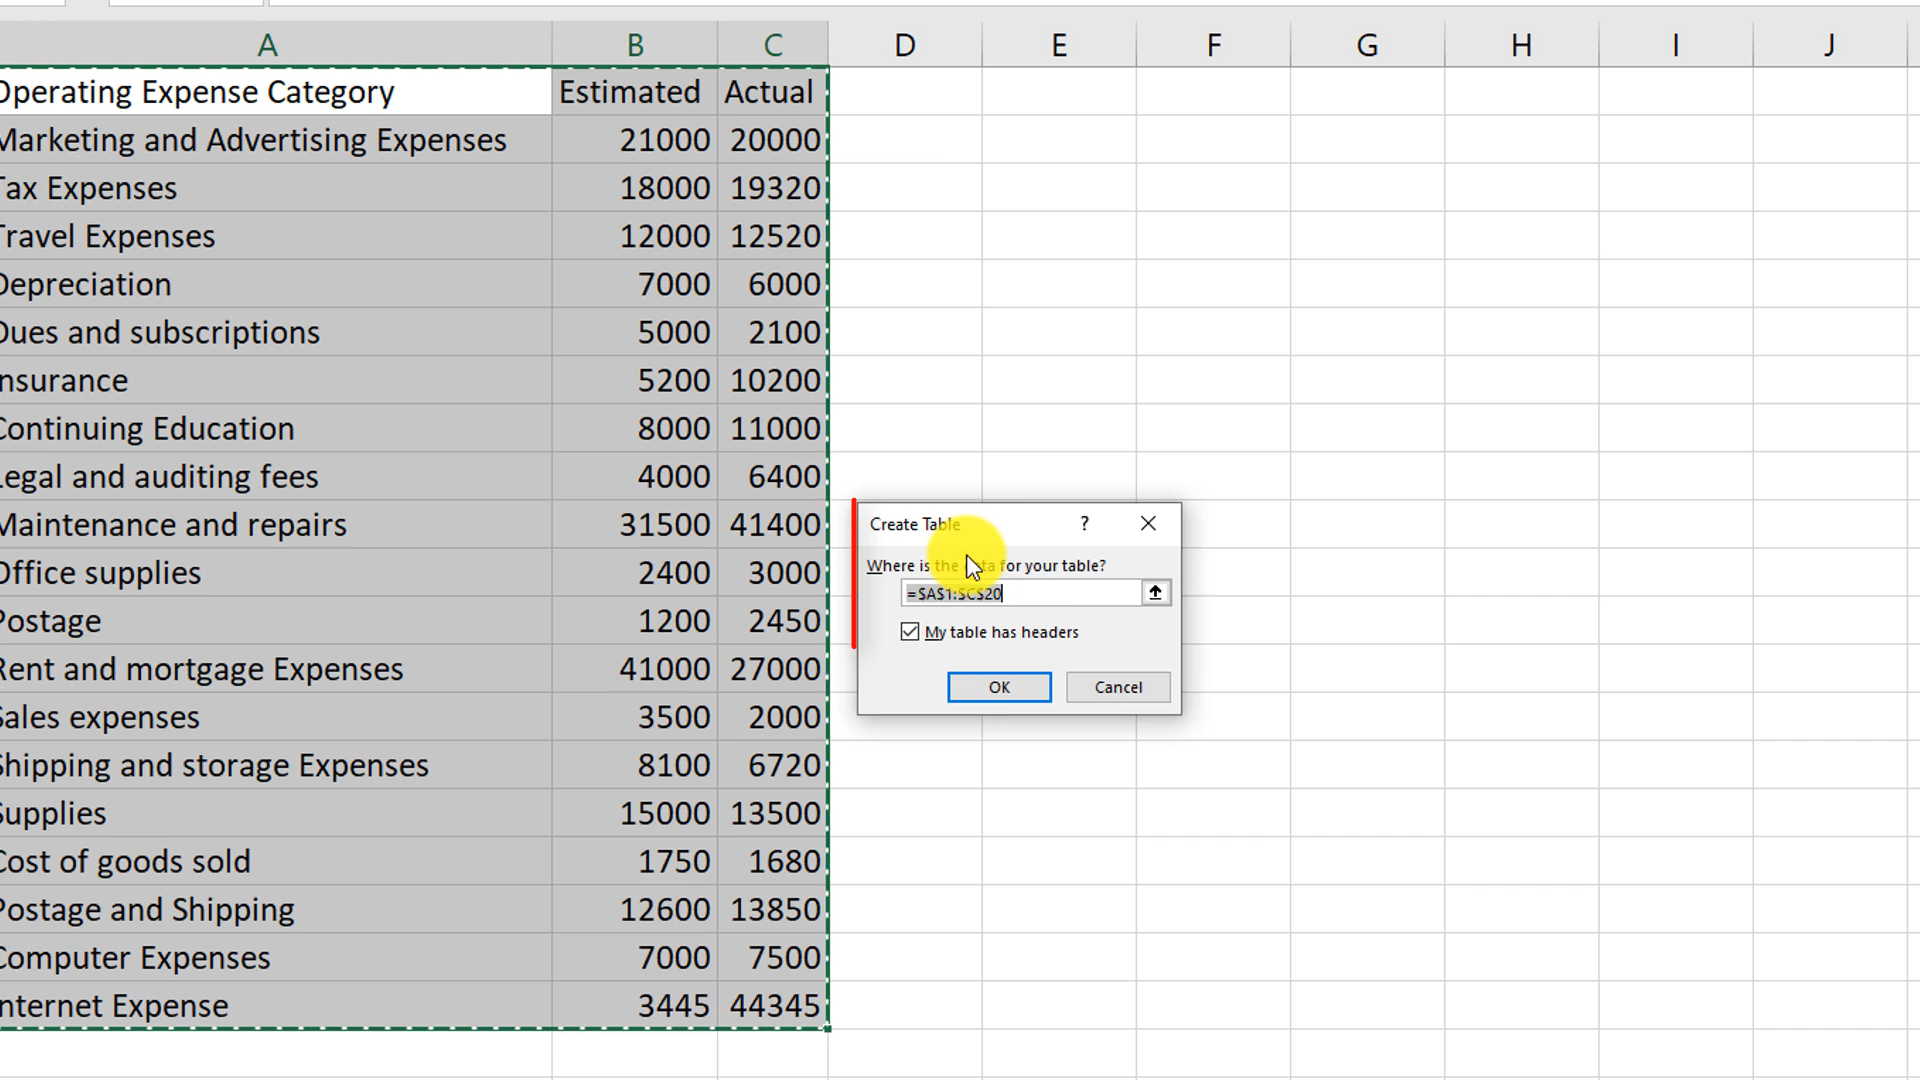 A B C D E F G H I J
Operating Expense Category Estimated Actual
Marketing and Advertising Expenses 21000 20000
Tax Expenses 18000 19320
Travel Expenses 12000 12520
Depreciation 7000 6000
Dues and subscriptions 5000 2100
Insurance 5200 10200
Continuing Education 8000 11000
Legal and auditing fees 4000 6400
Maintenance and repairs 31500 41400
Office supplies 2400 3000
Postage 1200 2450
Rent and mortgage Expenses 41000 27000
Sales expenses 3500 2000
Shipping and storage Expenses 8100 6720
Supplies 15000 13500
Cost of goods sold 1750 1680
Postage and Shipping 12600 13850
Computer Expenses 7000 7500
Internet Expense 3445 44345
Create Table ?
Where is the data for your table?
=$A$1:$C$20
My table has headers
OK Cancel